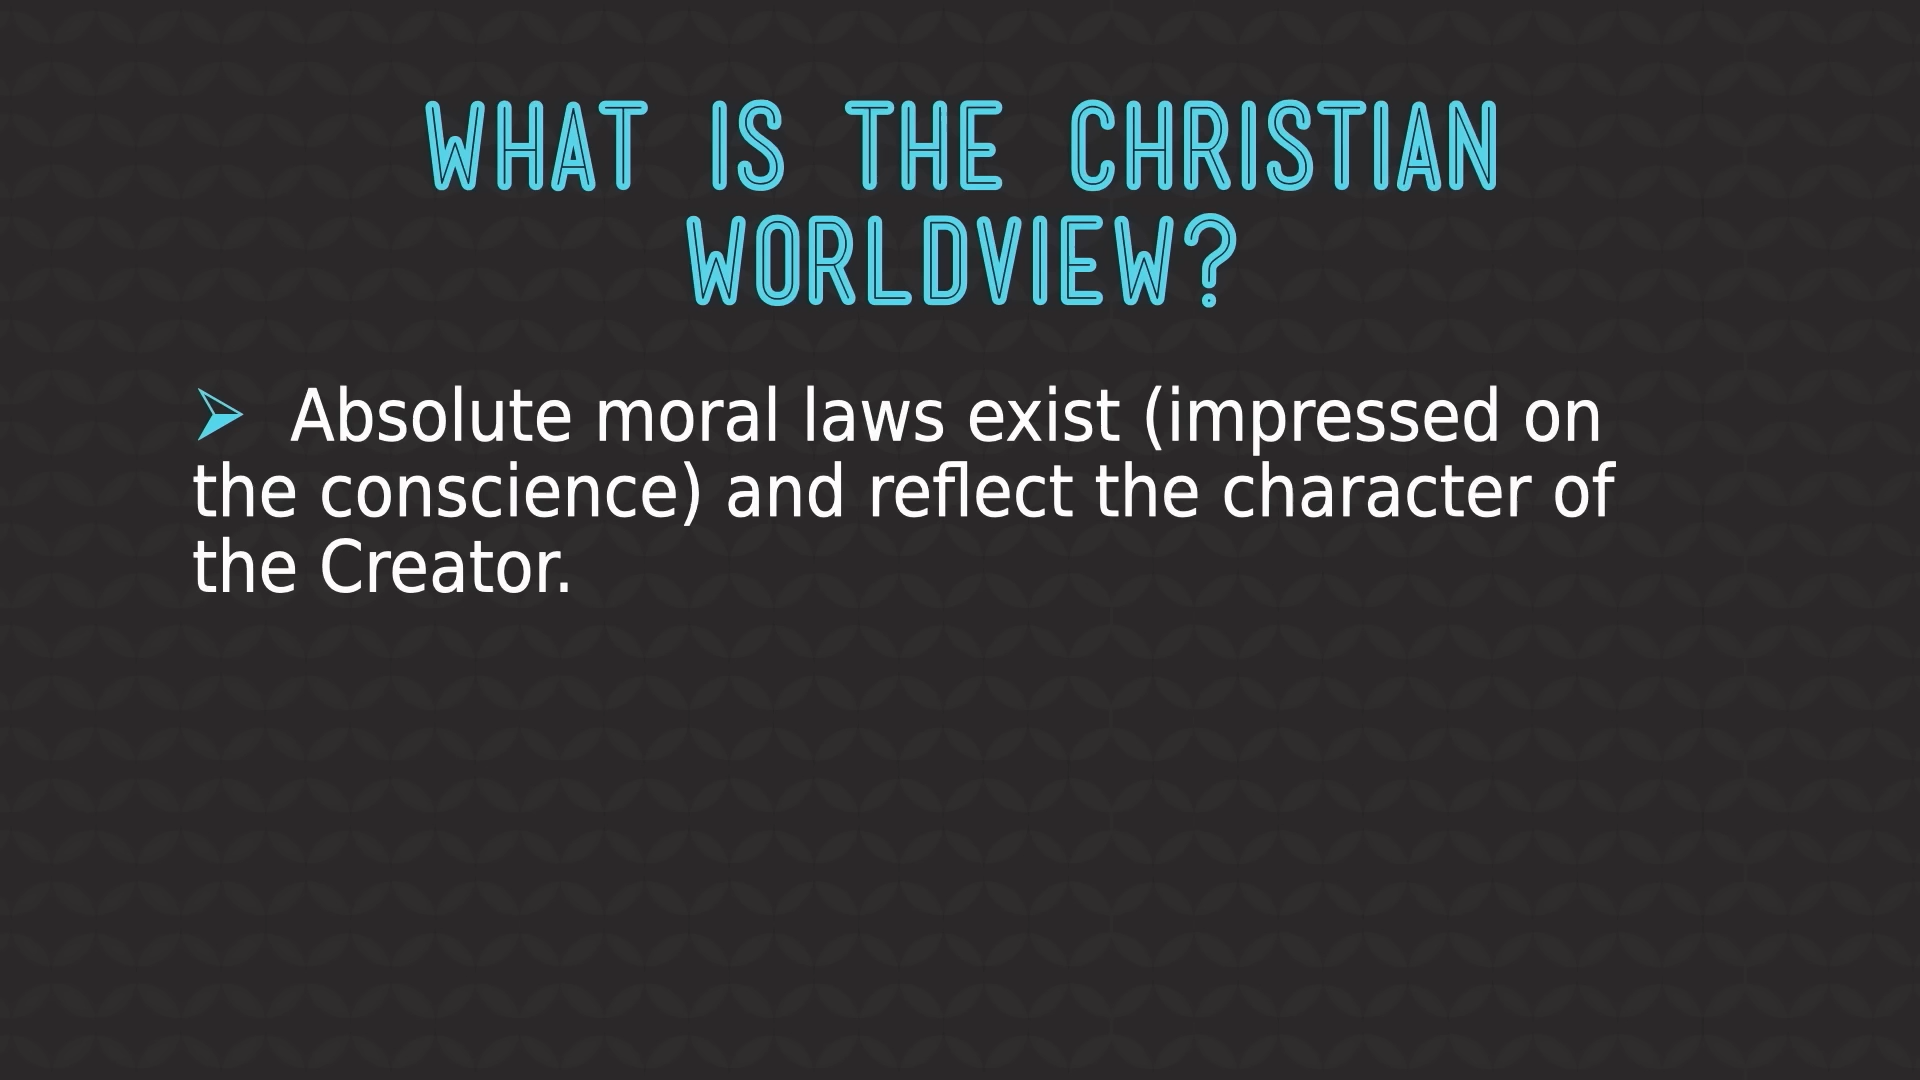 WHAT IS THE CHRISTIAN
WORLDVIEW?
➢ Absolute moral laws exist (impressed on
the conscience) and reflect the character of
the Creator.